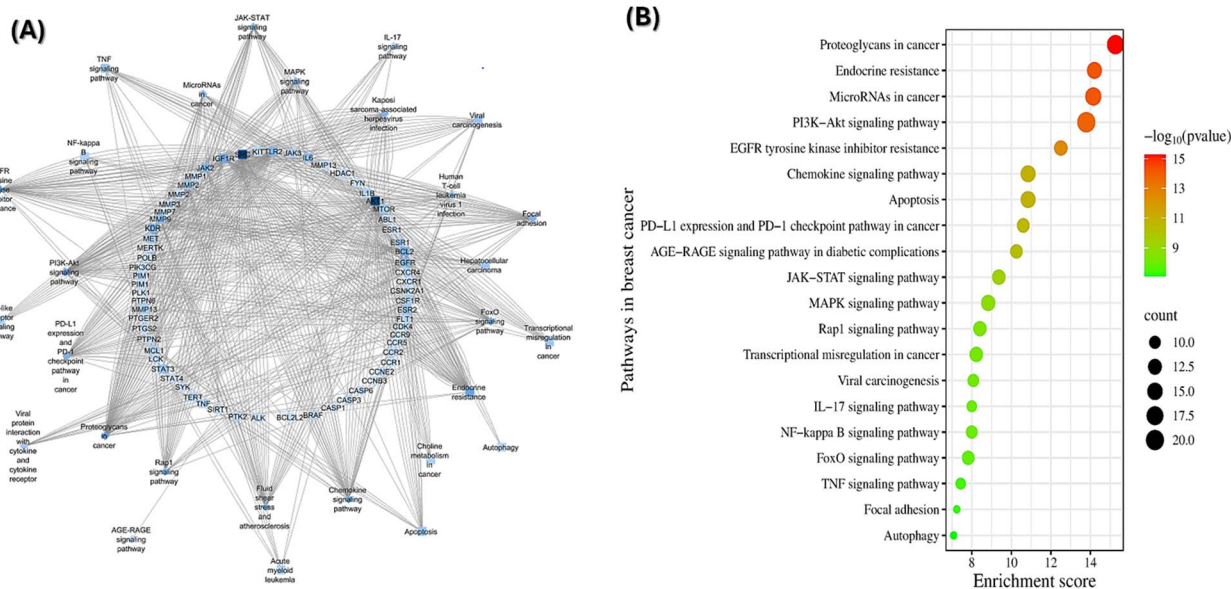 (A)
JAK-STAT
signaling
pathway
IL-17
signaling
pathway
TNF
signaling
pathway
MAPK
signaling
pathway
MicroRNAs
in
cancer
Kaposi
sarcoma-associated
herpesvirus
infection
Viral
carcinogenesis
NF-kappa
B
signaling
pathway
Human
T-cell
leukemia
virus 1
infection
Focal
adhesion
Hepatocellular
carcinoma
PI3K-Akt
signaling
pathway
FoxO
signaling
pathway
Transcriptional
misregulation
in
cancer
PD-L1
expression
and
PD-1
checkpoint
pathway
in
cancer
Endocrine
resistance
Viral
protein
interaction
with
cytokine
and
cytokine
receptor
Proteoglycans
in
cancer
Rap1
signaling
pathway
Autophagy
Choline
metabolism
in
cancer
Fluid
shear
stress
and
atherosclerosis
Chemokine
signaling
pathway
AGE-RAGE
signaling
pathway
Apoptosis
Acute
myeloid
leukemia
KIT
TLR2
JAK3
IL6
MMP13
HDAC1
FYN
IL1B
MTOR
ABL1
ESR1
ESR1
BCL2
EGFR
CXCR4
CXCR1
CSNK2A1
CSF1R
ESR2
FLT1
CDK4
CCR9
CCR5
CCR2
CCR1
CCNE2
CCNB3
CASP6
CASP3
CASP1
BRAF
BCL2L2
ALK
PTK2
SIRT1
TNF
TERT
SYK
STAT4
STAT3
LCK
MCL1
PTPN2
PTGS2
PTGER2
MMP13
PTPN6
PLK1
PIM1
PIM1
PIK3CG
POLB
MERTK
MET
KDR
MMP9
MMP7
MMP3
MMP2
MMP2
MMP1
JAK2
IGF1R
(B)
Pathways in breast cancer
Proteoglycans in cancer
Endocrine resistance
MicroRNAs in cancer
PI3K−Akt signaling pathway
EGFR tyrosine kinase inhibitor resistance
Chemokine signaling pathway
Apoptosis
PD−L1 expression and PD−1 checkpoint pathway in cancer
AGE−RAGE signaling pathway in diabetic complications
JAK−STAT signaling pathway
MAPK signaling pathway
Rap1 signaling pathway
Transcriptional misregulation in cancer
Viral carcinogenesis
IL−17 signaling pathway
NF−kappa B signaling pathway
FoxO signaling pathway
TNF signaling pathway
Focal adhesion
Autophagy
8 10 12 14
Enrichment score
−log10(pvalue)
15
13
11
9
count
10.0
12.5
15.0
17.5
20.0